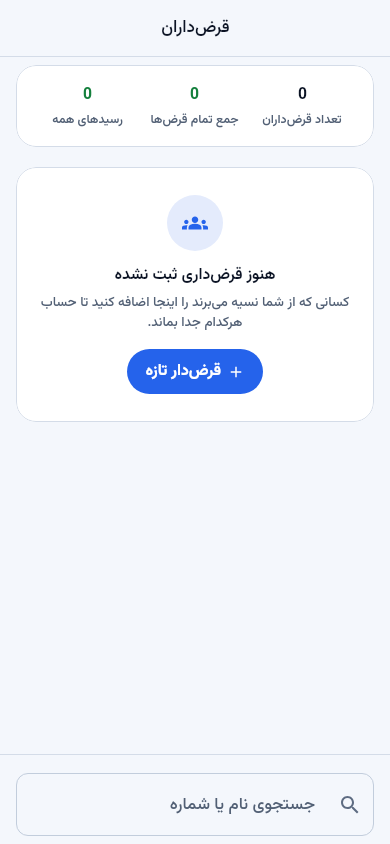 قرض‌داران
0
تعداد قرض‌داران
0
جمع تمام قرض‌ها
0
رسیدهای همه
هنوز قرض‌داری ثبت نشده
کسانی که از شما نسیه می‌برند را اینجا اضافه کنید تا حساب
هرکدام جدا بماند.
+ قرض‌دار تازه
جستجوی نام یا شماره